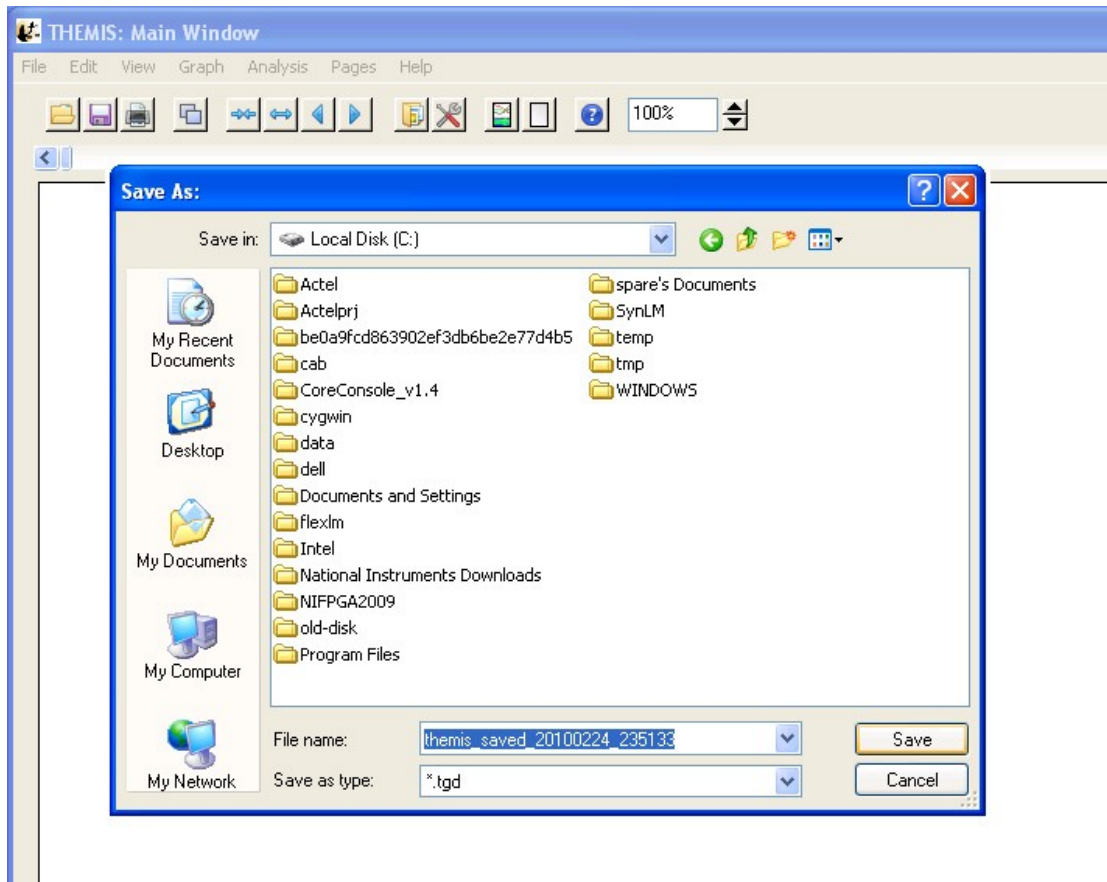 THEMIS: Main Window
File Edit View Graph Analysis Pages Help
100%
Save As:
Save in: Local Disk (C:)
My Recent Documents
Desktop
My Documents
My Computer
My Network
Actel
Actelprj
be0a9fcd863902ef3db6be2e77d4b5
cab
CoreConsole_v1.4
cygwin
data
dell
Documents and Settings
flexlm
Intel
National Instruments Downloads
NIFPGA2009
old-disk
Program Files
spare's Documents
SynLM
temp
tmp
WINDOWS
File name: themis_saved_20100224_235133 Save
Save as type: *.tgd Cancel